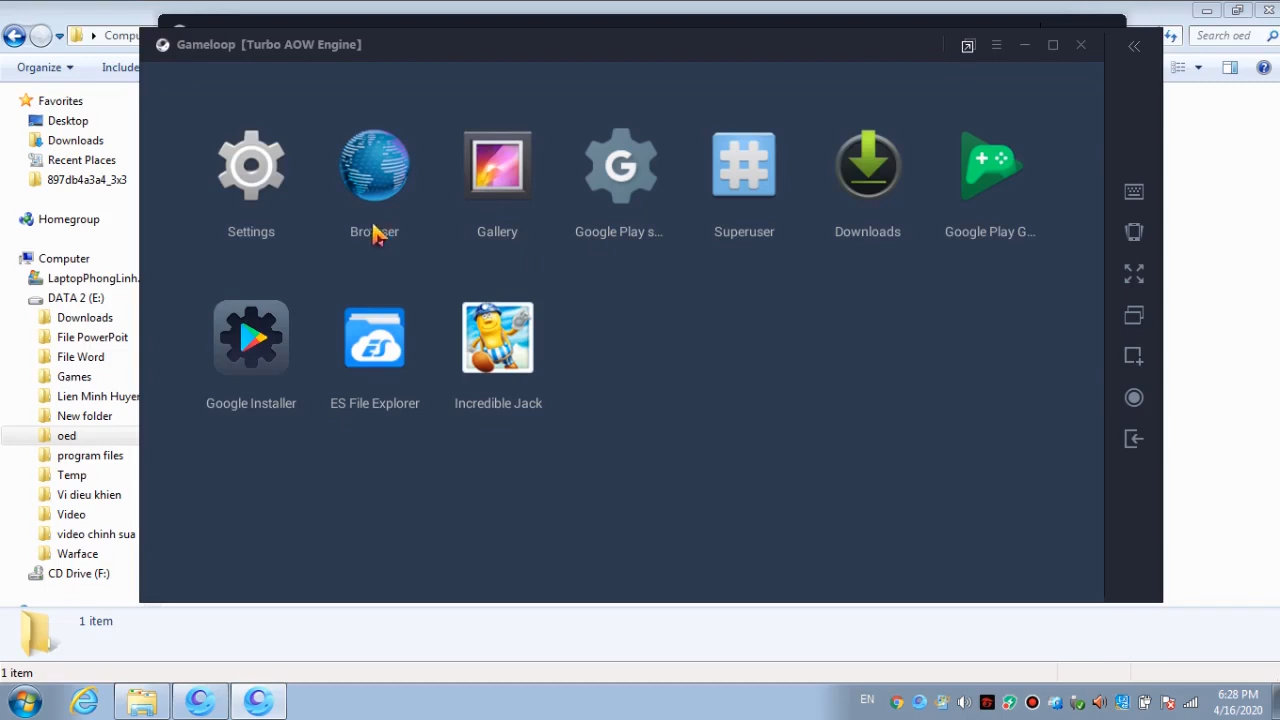 Compu
Search oed
Gameloop [Turbo AOW Engine]
Organize
Include
Favorites
Desktop
Downloads
Recent Places
897db4a3a4_3x3
Homegroup
Computer
LaptopPhongLinh.
DATA 2 (E:)
Downloads
File PowerPoit
File Word
Games
Lien Minh Huyer
New folder
oed
program files
Temp
Vi dieu khien
Video
video chinh sua
Warface
CD Drive (F:)
Settings
Browser
Gallery
Google Play s...
Superuser
Downloads
Google Play G...
Google Installer
ES File Explorer
Incredible Jack
1 item
1 item
EN
6:28 PM
4/16/2020